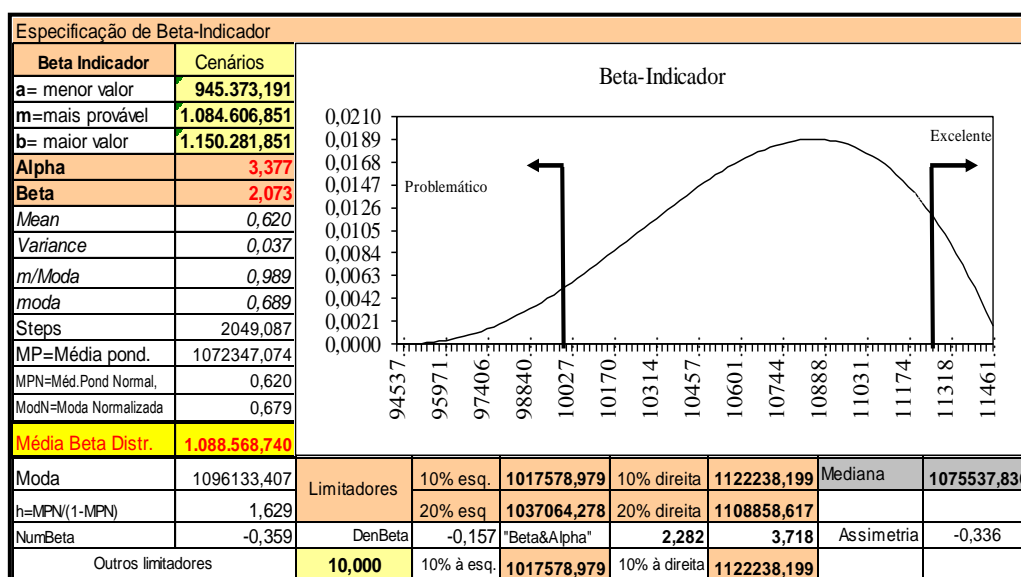 Especificação de Beta-Indicador
Beta Indicador Cenários
a= menor valor 945.373,191
m=mais provável 1.084.606,851
b= maior valor 1.150.281,851
Alpha 3,377
Beta 2,073
Mean 0,620
Variance 0,037
m/Moda 0,989
moda 0,689
Steps 2049,087
MP=Média pond. 1072347,074
MPN=Méd.Pond Normal, 0,620
ModN=Moda Normalizada 0,679
Média Beta Distr. 1.088.568,740
Beta-Indicador
0,0210
0,0189
0,0168
0,0147
0,0126
0,0105
0,0084
0,0063
0,0042
0,0021
0,0000
Problemático
Excelente
94537 95971 97406 98840 10027 10170 10314 10457 10601 10744 10888 11031 11174 11318 11461
Moda 1096133,407 Limitadores 10% esq. 1017578,979 10% direita 1122238,199 Mediana 1075537,830
h=MPN/(1-MPN) 1,629 20% esq 1037064,278 20% direita 1108858,617
NumBeta -0,359 DenBeta -0,157 "Beta&Alpha" 2,282 3,718 Assimetria -0,336
Outros limitadores 10,000 10% à esq. 1017578,979 10% à direita 1122238,199